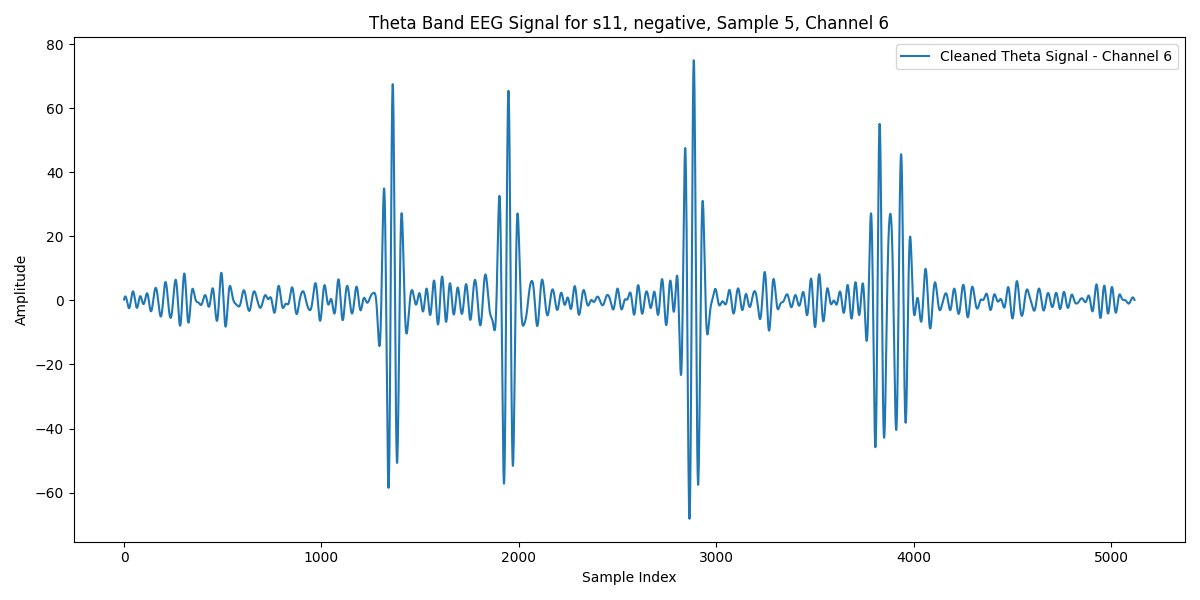 Theta Band EEG Signal for s11, negative, Sample 5, Channel 6
Cleaned Theta Signal - Channel 6
Amplitude
80
60
40
20
0
−20
−40
−60
0 1000 2000 3000 4000 5000
Sample Index